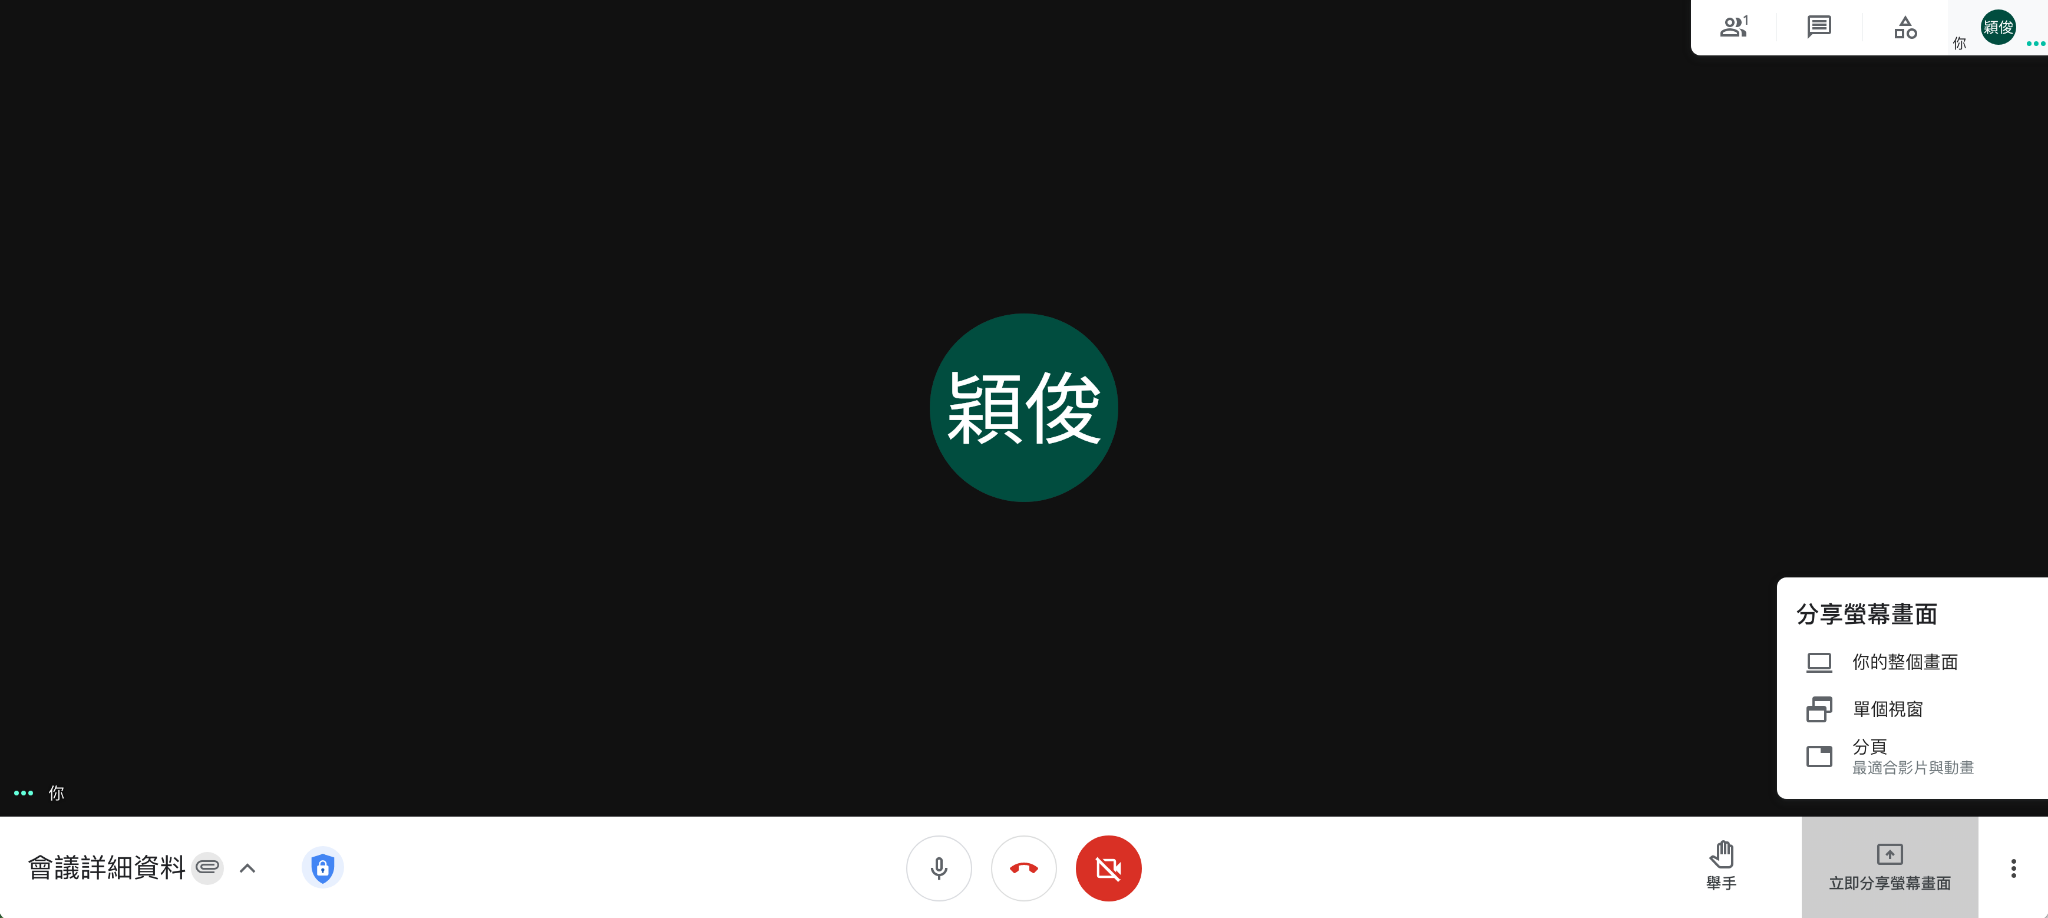 1
你
穎俊
穎俊
分享螢幕畫面
你的整個畫面
單個視窗
分頁
最適合影片與動畫
你
會議詳細資料
舉手
立即分享螢幕畫面